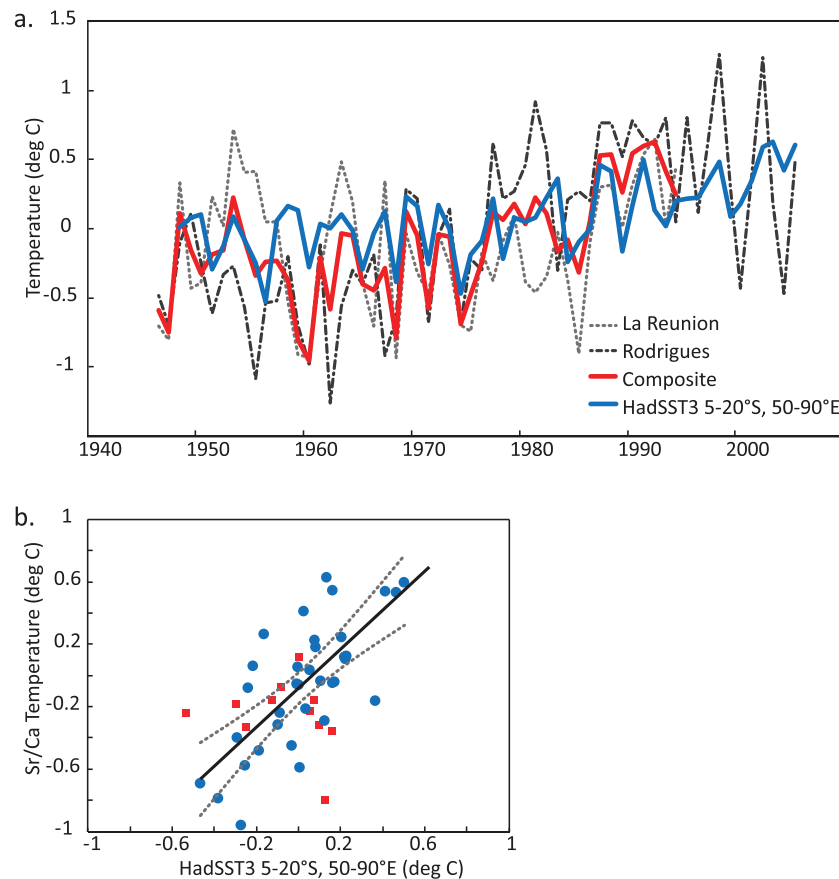 a.
1.5
1
0.5
0
-0.5
-1
Temperature (deg C)
La Reunion
Rodrigues
Composite
HadSST3 5-20°S, 50-90°E
1940 1950 1960 1970 1980 1990 2000
b.
1
0.6
0.2
-0.2
-0.6
-1
Sr/Ca Temperature (deg C)
-1 -0.6 -0.2 0.2 0.6 1
HadSST3 5-20°S, 50-90°E (deg C)